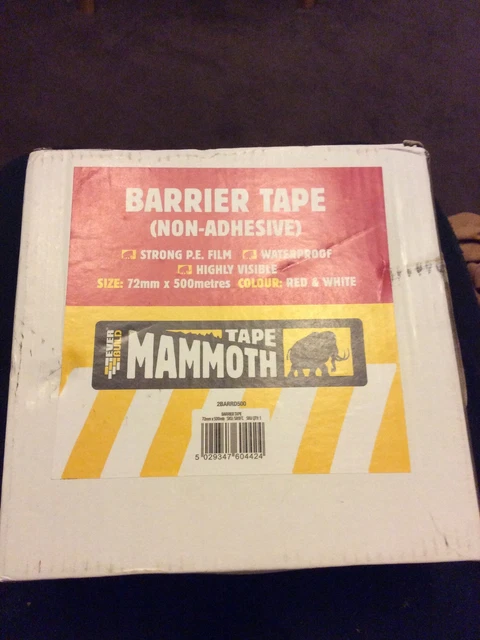 BARRIER TAPE
(NON-ADHESIVE)
STRONG P.E. FILM WATERPROOF
HIGHLY VISIBLE
SIZE: 72mm x 500metres COLOUR: RED & WHITE
EVER BUILD
TAPE
MAMMOTH
BARRIER TAPE
5 029347 604424